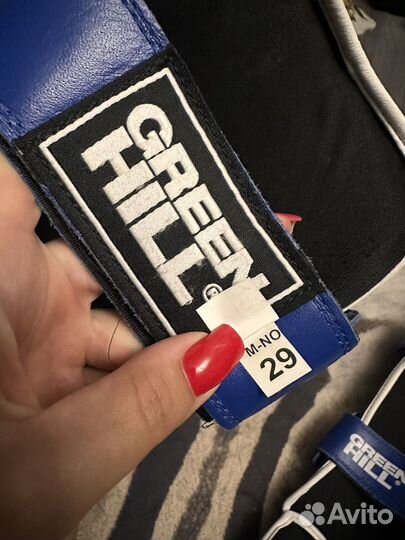 GREEN
HILL
®
M-NO
29
GREEN
HILL
Avito